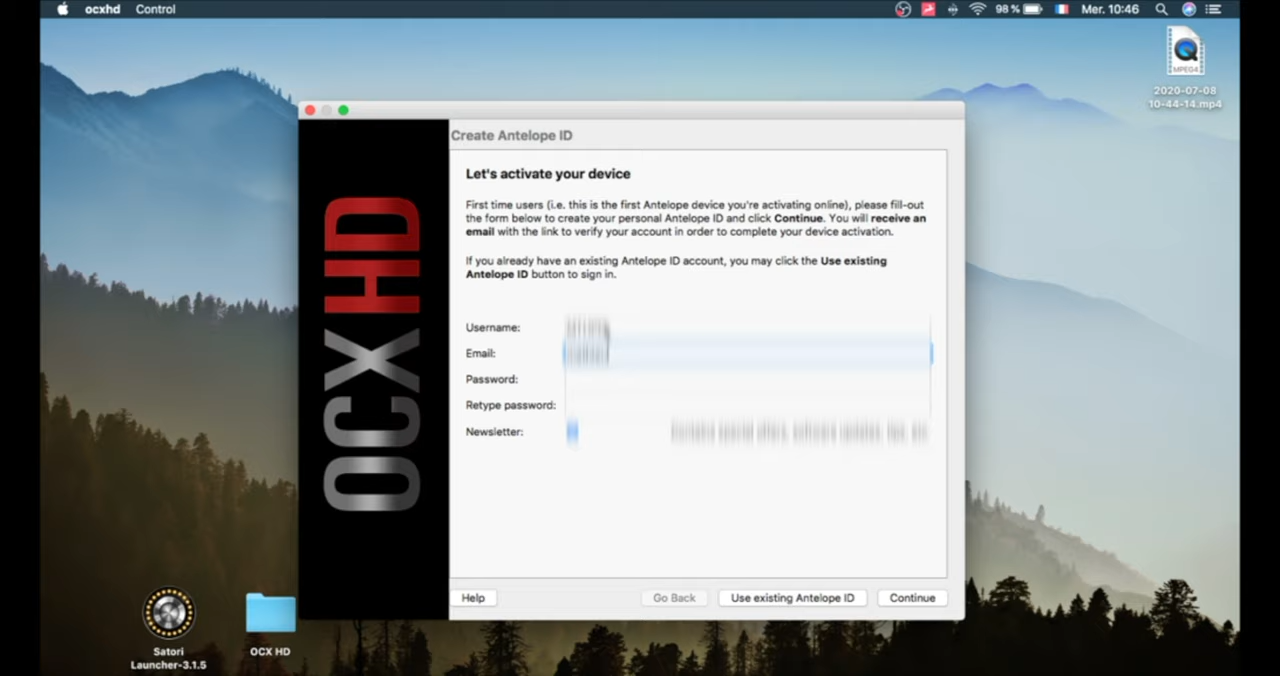 ocxhd Control
98 % Mer. 10:46
MPEG4
2020-07-08
10-44-14.mp4
Create Antelope ID
OCX HD
Let's activate your device
First time users (i.e. this is the first Antelope device you're activating online), please fill-out
the form below to create your personal Antelope ID and click Continue. You will receive an
email with the link to verify your account in order to complete your device activation.
If you already have an existing Antelope ID account, you may click the Use existing
Antelope ID button to sign in.
Username:
Email:
Password:
Retype password:
Newsletter:
Help
Go Back
Use existing Antelope ID
Continue
Satori
Launcher-3.1.5
OCX HD